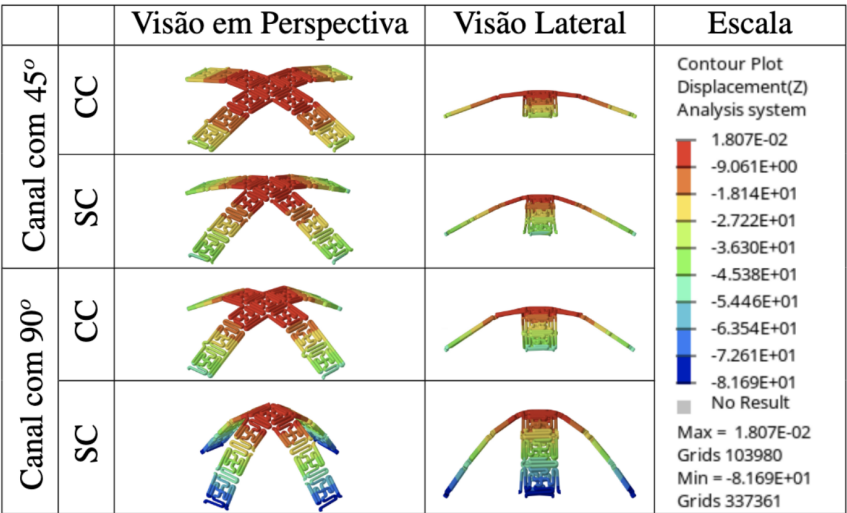 Visão em Perspectiva
Visão Lateral
Escala
Canal com 45º
CC
SC
Canal com 90º
CC
SC
Contour Plot
Displacement(Z)
Analysis system
1.807E-02
-9.061E+00
-1.814E+01
-2.722E+01
-3.630E+01
-4.538E+01
-5.446E+01
-6.354E+01
-7.261E+01
-8.169E+01
No Result
Max = 1.807E-02
Grids 103980
Min = -8.169E+01
Grids 337361